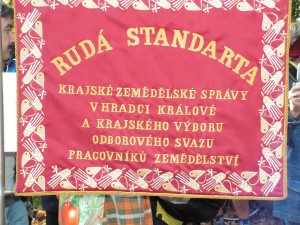 RUDÁ STANDARTA
KRAJSKÉ ZEMĚDĚLSKÉ SPRÁVY
V HRADCI KRÁLOVÉ
A KRAJSKÉHO VÝBORU
ODBOROVÉHO SVAZU
PRACOVNÍKŮ ZEMĚDĚLSTVÍ